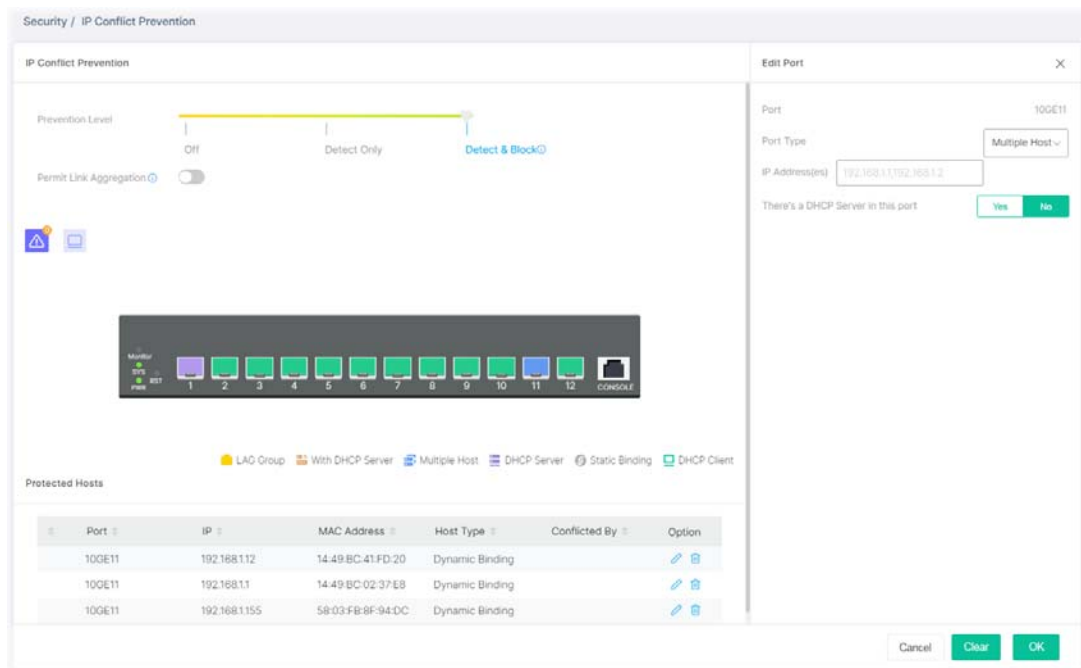 Security / IP Conflict Prevention
IP Conflict Prevention
Prevention Level
Off
Detect Only
Detect & Block
Permit Link Aggregation
Monitor
SYS
RST
PWR
1 2 3 4 5 6 7 8 9 10 11 12 CONSOLE
LAG Group With DHCP Server Multiple Host DHCP Server Static Binding DHCP Client
Protected Hosts
Port IP MAC Address Host Type Conflicted By Option
10GE11 192.168.1.12 14:49:BC:41:FD:20 Dynamic Binding
10GE11 192.168.1.1 14:49:BC:02:37:E8 Dynamic Binding
10GE11 192.168.1.155 58:03:FB:8F:94:DC Dynamic Binding
Edit Port
Port 10GE11
Port Type Multiple Host
IP Address(es) 192.168.1.1,192.168.1.2
There's a DHCP Server in this port Yes No
Cancel Clear OK